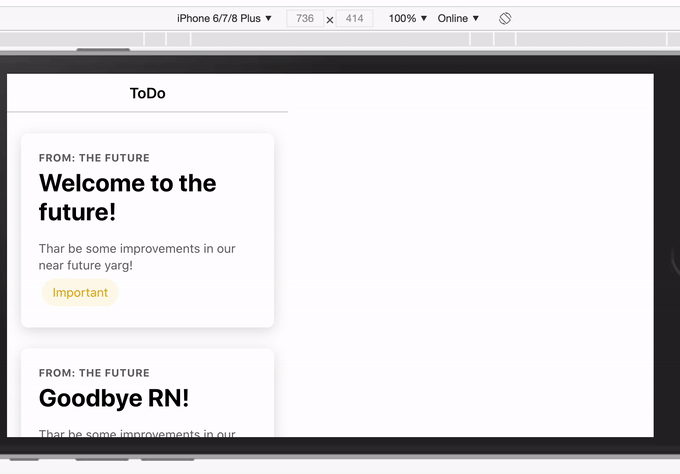 iPhone 6/7/8 Plus ▼ 736 × 414 100% ▼ Online ▼
ToDo
FROM: THE FUTURE
Welcome to the
future!
Thar be some improvements in our
near future yarg!
Important
FROM: THE FUTURE
Goodbye RN!
Thar be some improvements in our